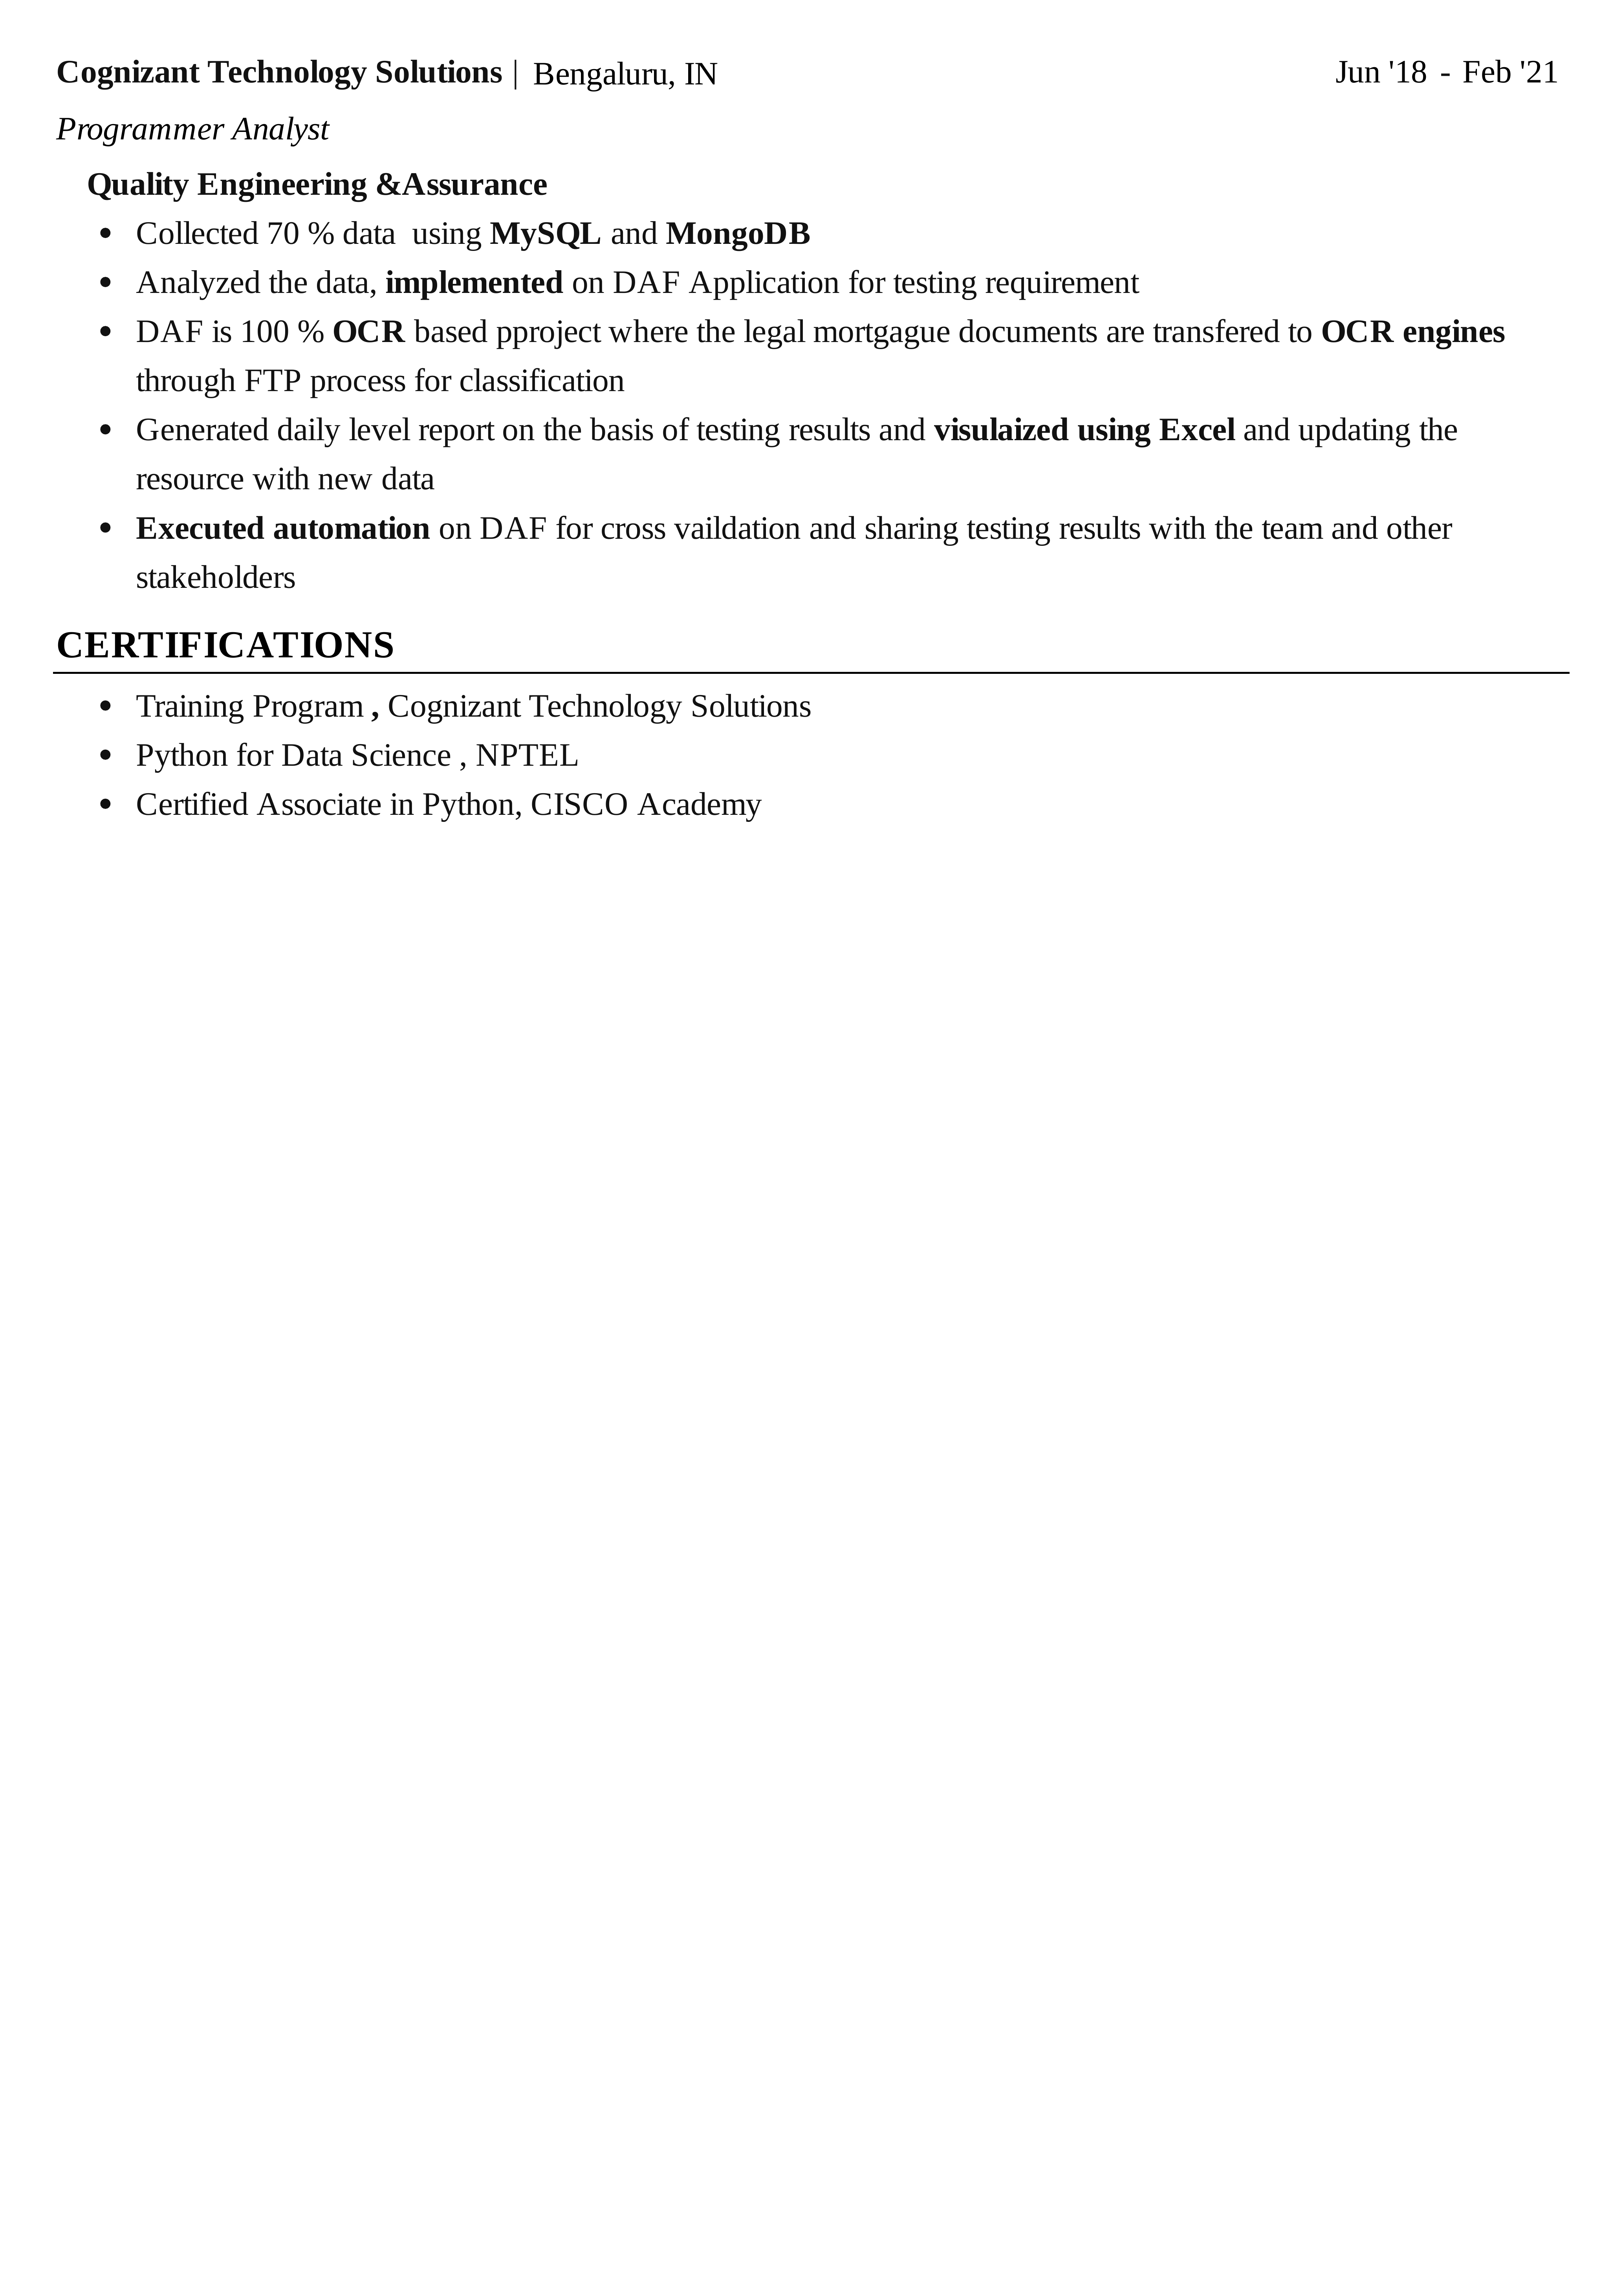 Cognizant Technology Solutions | Bengaluru, IN Jun '18 - Feb '21
Programmer Analyst
Quality Engineering &Assurance
• Collected 70 % data using MySQL and MongoDB
• Analyzed the data, implemented on DAF Application for testing requirement
• DAF is 100 % OCR based pproject where the legal mortgague documents are transfered to OCR engines
through FTP process for classification
• Generated daily level report on the basis of testing results and visulaized using Excel and updating the
resource with new data
• Executed automation on DAF for cross vaildation and sharing testing results with the team and other
stakeholders
CERTIFICATIONS
• Training Program , Cognizant Technology Solutions
• Python for Data Science , NPTEL
• Certified Associate in Python, CISCO Academy